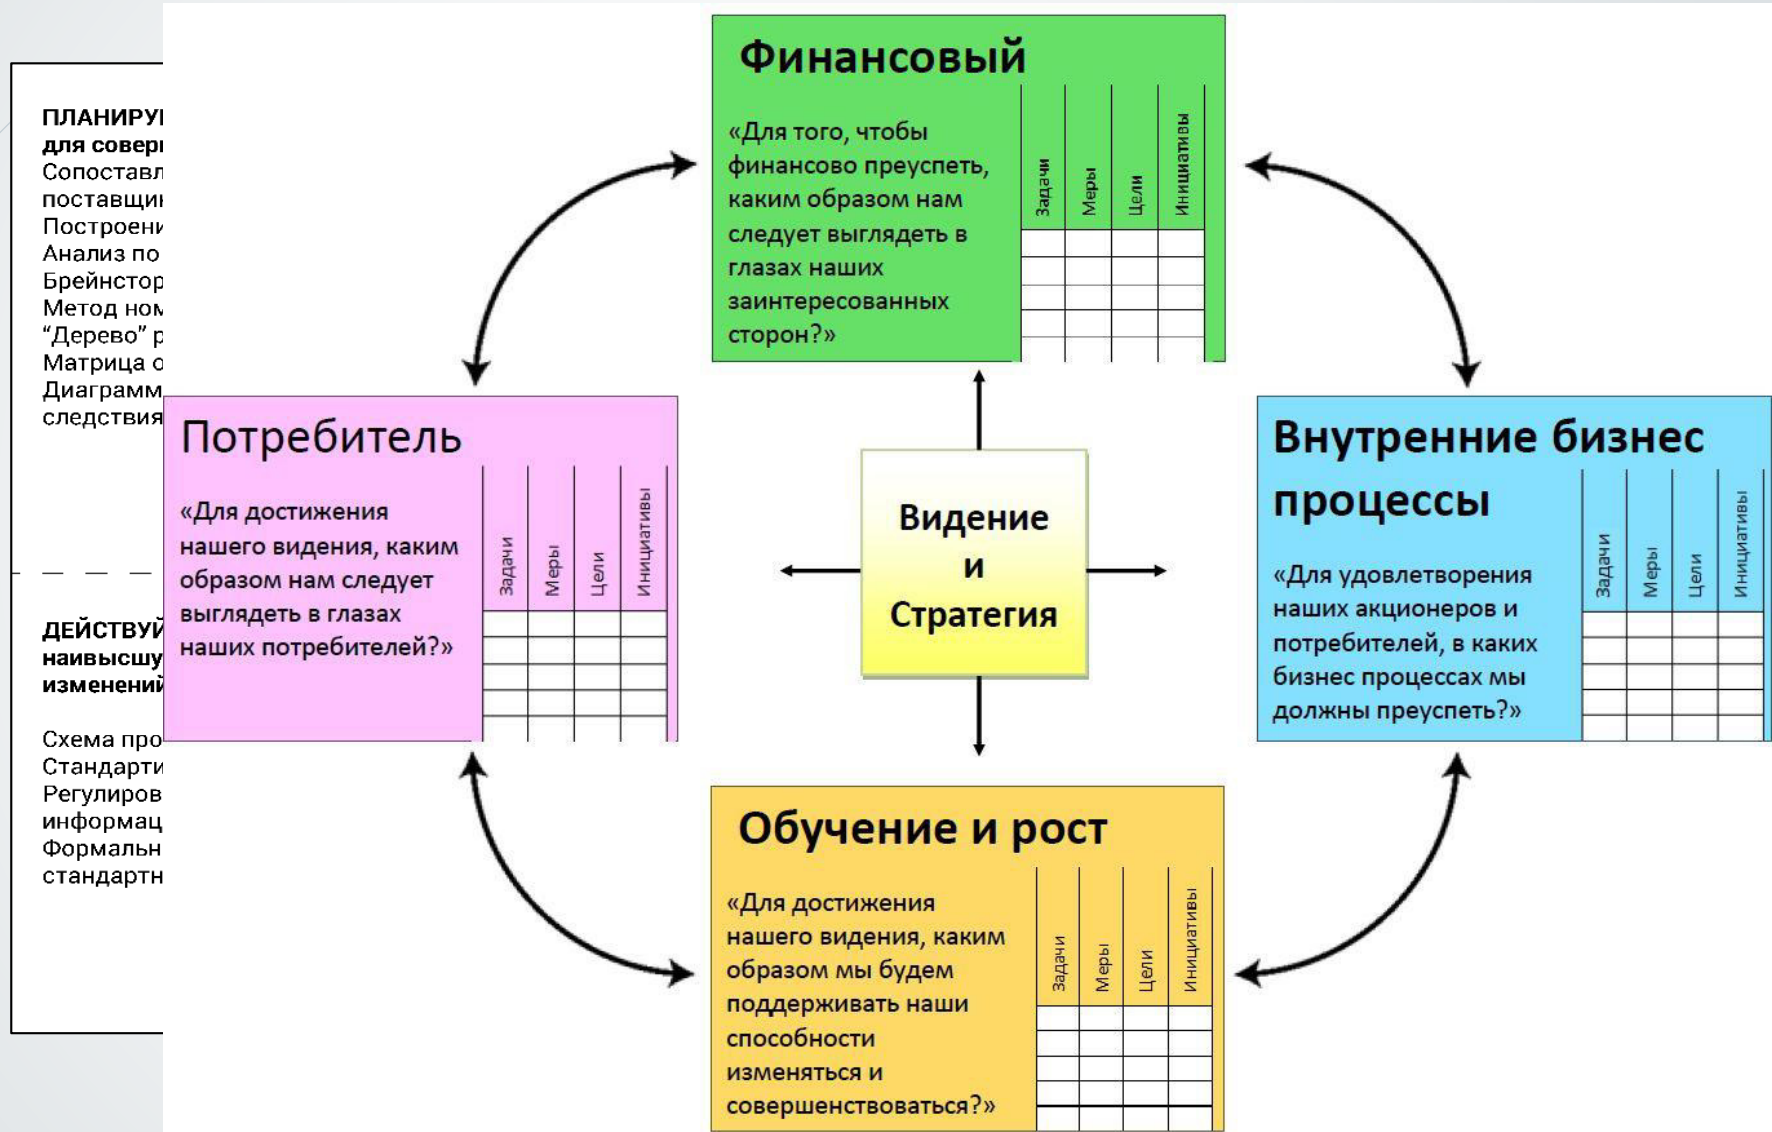 ПЛАНИРУ
для совер
Сопоставл
поставщи
Построени
Анализ по
Брейнстор
Метод ном
“Дерево” р
Матрица о
Диаграмм
следствия
ДЕЙСТВУЙ
наивысшу
изменений
Схема про
Стандарти
Регулиров
информац
Формальн
стандартн
Финансовый
«Для того, чтобы
финансово преуспеть,
каким образом нам
следует выглядеть в
глазах наших
заинтересованных
сторон?»
Задачи
Меры
Цели
Инициативы
Потребитель
«Для достижения
нашего видения, каким
образом нам следует
выглядеть в глазах
наших потребителей?»
Задачи
Меры
Цели
Инициативы
Видение
и
Стратегия
Внутренние бизнес
процессы
«Для удовлетворения
наших акционеров и
потребителей, в каких
бизнес процессах мы
должны преуспеть?»
Задачи
Меры
Цели
Инициативы
Обучение и рост
«Для достижения
нашего видения, каким
образом мы будем
поддерживать наши
способности
изменяться и
совершенствоваться?»
Задачи
Меры
Цели
Инициативы